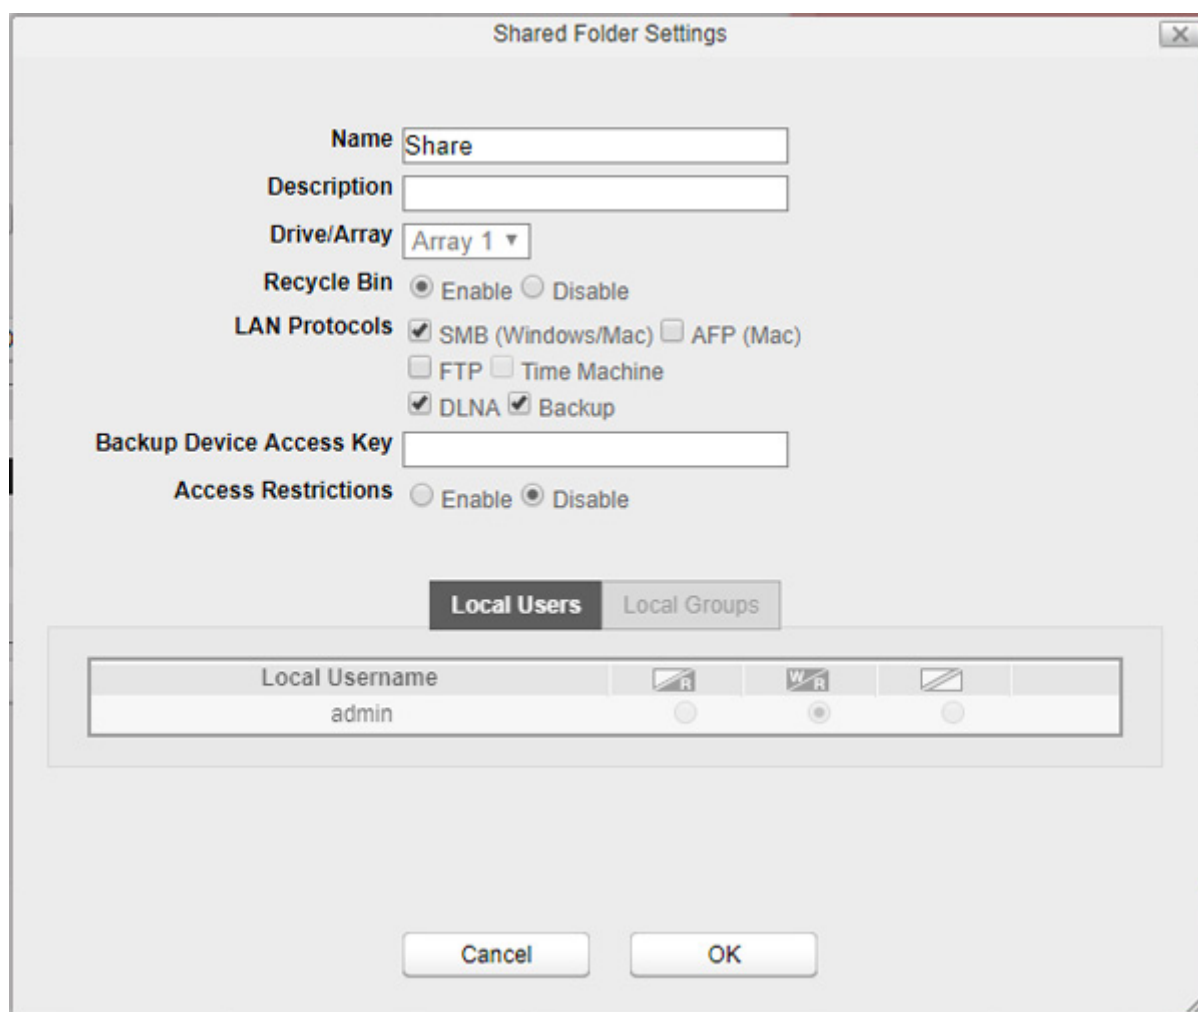 Shared Folder Settings
Name Share
Description
Drive/Array Array 1
Recycle Bin Enable Disable
LAN Protocols SMB (Windows/Mac) AFP (Mac)
FTP Time Machine
DLNA Backup
Backup Device Access Key
Access Restrictions Enable Disable
Local Users Local Groups
Local Username R W R
admin
Cancel OK